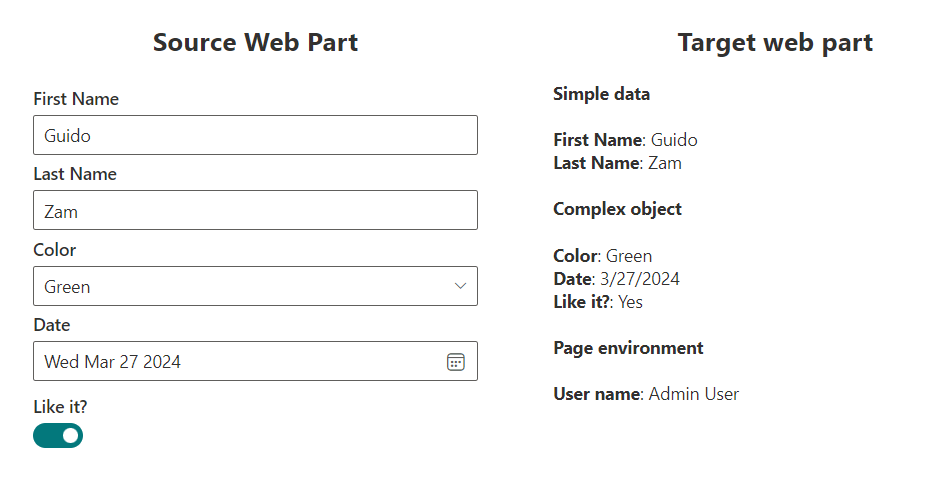 Source Web Part
First Name
Guido
Last Name
Zam
Color
Green
Date
Wed Mar 27 2024
Like it?
Target web part
Simple data
First Name: Guido
Last Name: Zam
Complex object
Color: Green
Date: 3/27/2024
Like it?: Yes
Page environment
User name: Admin User